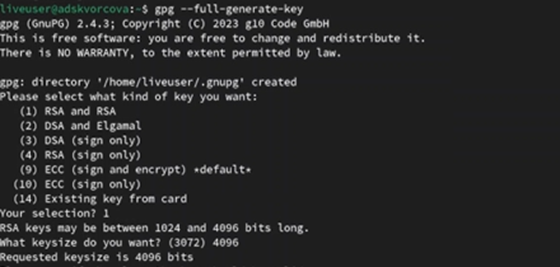 liveuser@adskvorcova:~$ gpg --full-generate-key
gpg (GnuPG) 2.4.3; Copyright (C) 2023 g10 Code GmbH
This is free software: you are free to change and redistribute it.
There is NO WARRANTY, to the extent permitted by law.

gpg: directory '/home/liveuser/.gnupg' created
Please select what kind of key you want:
   (1) RSA and RSA
   (2) DSA and Elgamal
   (3) DSA (sign only)
   (4) RSA (sign only)
   (9) ECC (sign and encrypt) *default*
  (10) ECC (sign only)
  (14) Existing key from card
Your selection? 1
RSA keys may be between 1024 and 4096 bits long.
What keysize do you want? (3072) 4096
Requested keysize is 4096 bits